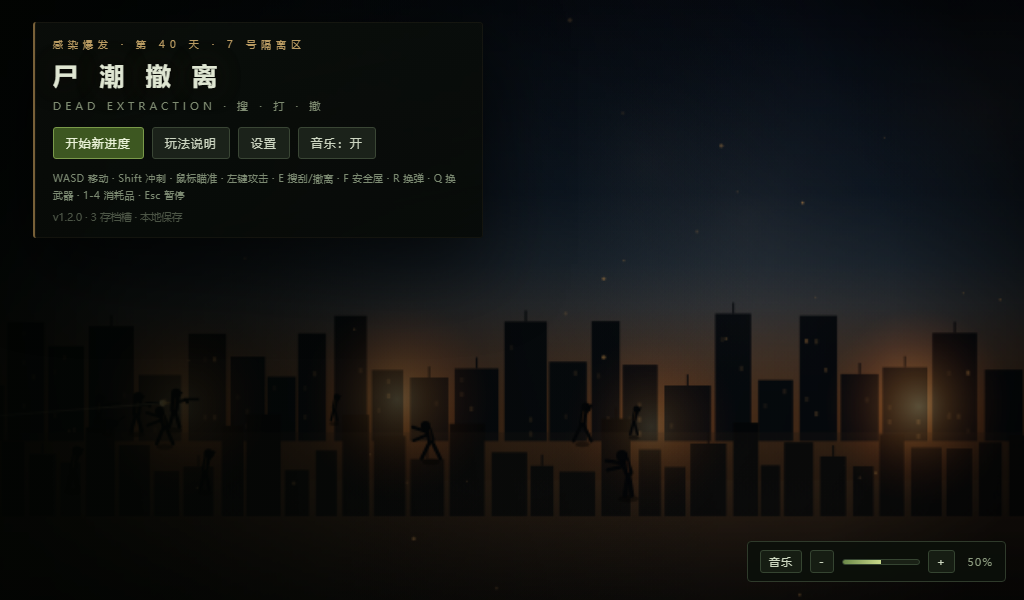 感染爆发 · 第 40 天 · 7 号隔离区
尸潮撤离
DEAD EXTRACTION · 搜 · 打 · 撤
开始新进度
玩法说明
设置
音乐: 开
WASD 移动 · Shift 冲刺 · 鼠标瞄准 · 左键攻击 · E 搜刮/撤离 · F 安全屋 · R 换弹 · Q 换
武器 · 1-4 消耗品 · Esc 暂停
v1.2.0 · 3 存档槽 · 本地保存
音乐
-
+
50%